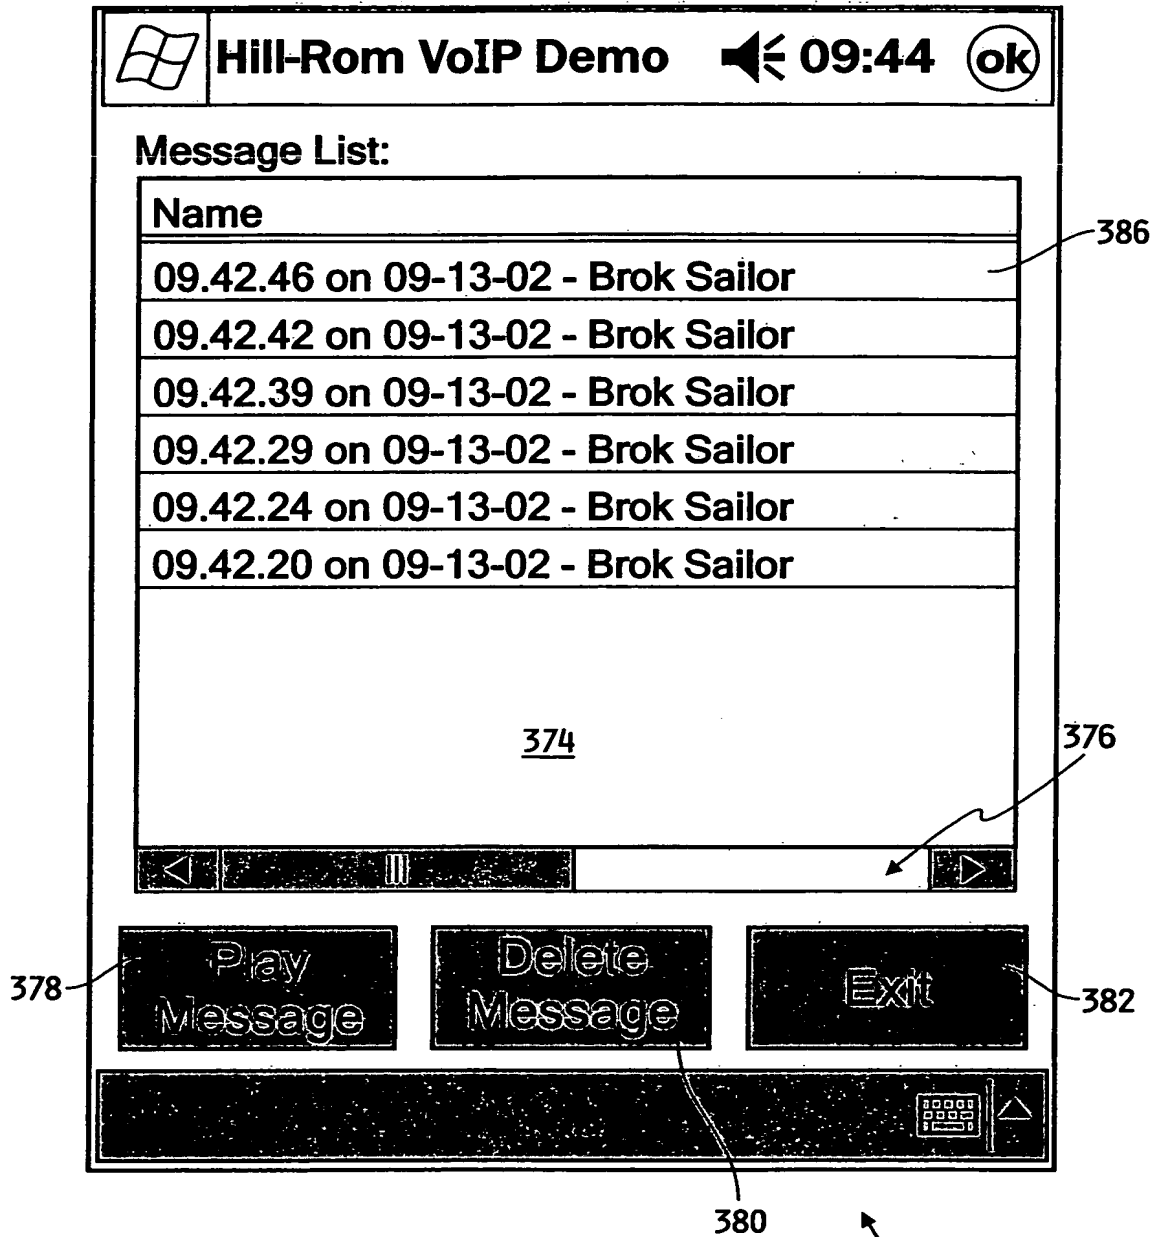 Hill-Rom VoIP Demo 09:44 ok
Message List:
Name
386
09.42.46 on 09-13-02 - Brok Sailor
09.42.42 on 09-13-02 - Brok Sailor
09.42.39 on 09-13-02 - Brok Sailor
09.42.29 on 09-13-02 - Brok Sailor
09.42.24 on 09-13-02 - Brok Sailor
09.42.20 on 09-13-02 - Brok Sailor
374
376
Play
Message
Delete
Message
Exit
378
382
380